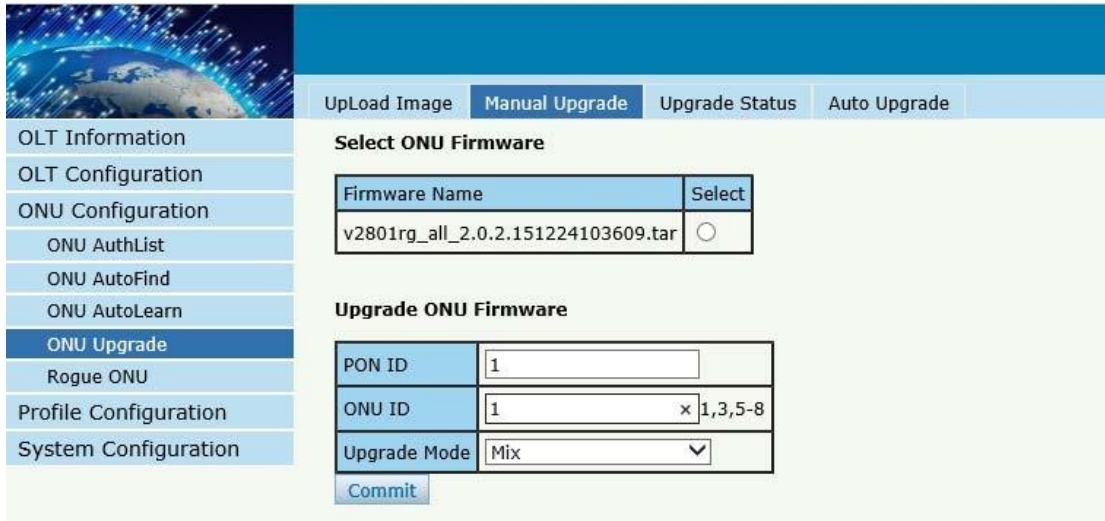 UpLoad Image Manual Upgrade Upgrade Status Auto Upgrade
OLT Information
OLT Configuration
ONU Configuration
ONU AuthList
ONU AutoFind
ONU AutoLearn
ONU Upgrade
Rogue ONU
Profile Configuration
System Configuration
Select ONU Firmware
Firmware Name Select
v2801rg_all_2.0.2.151224103609.tar
Upgrade ONU Firmware
PON ID 1
ONU ID 1 × 1,3,5-8
Upgrade Mode Mix
Commit